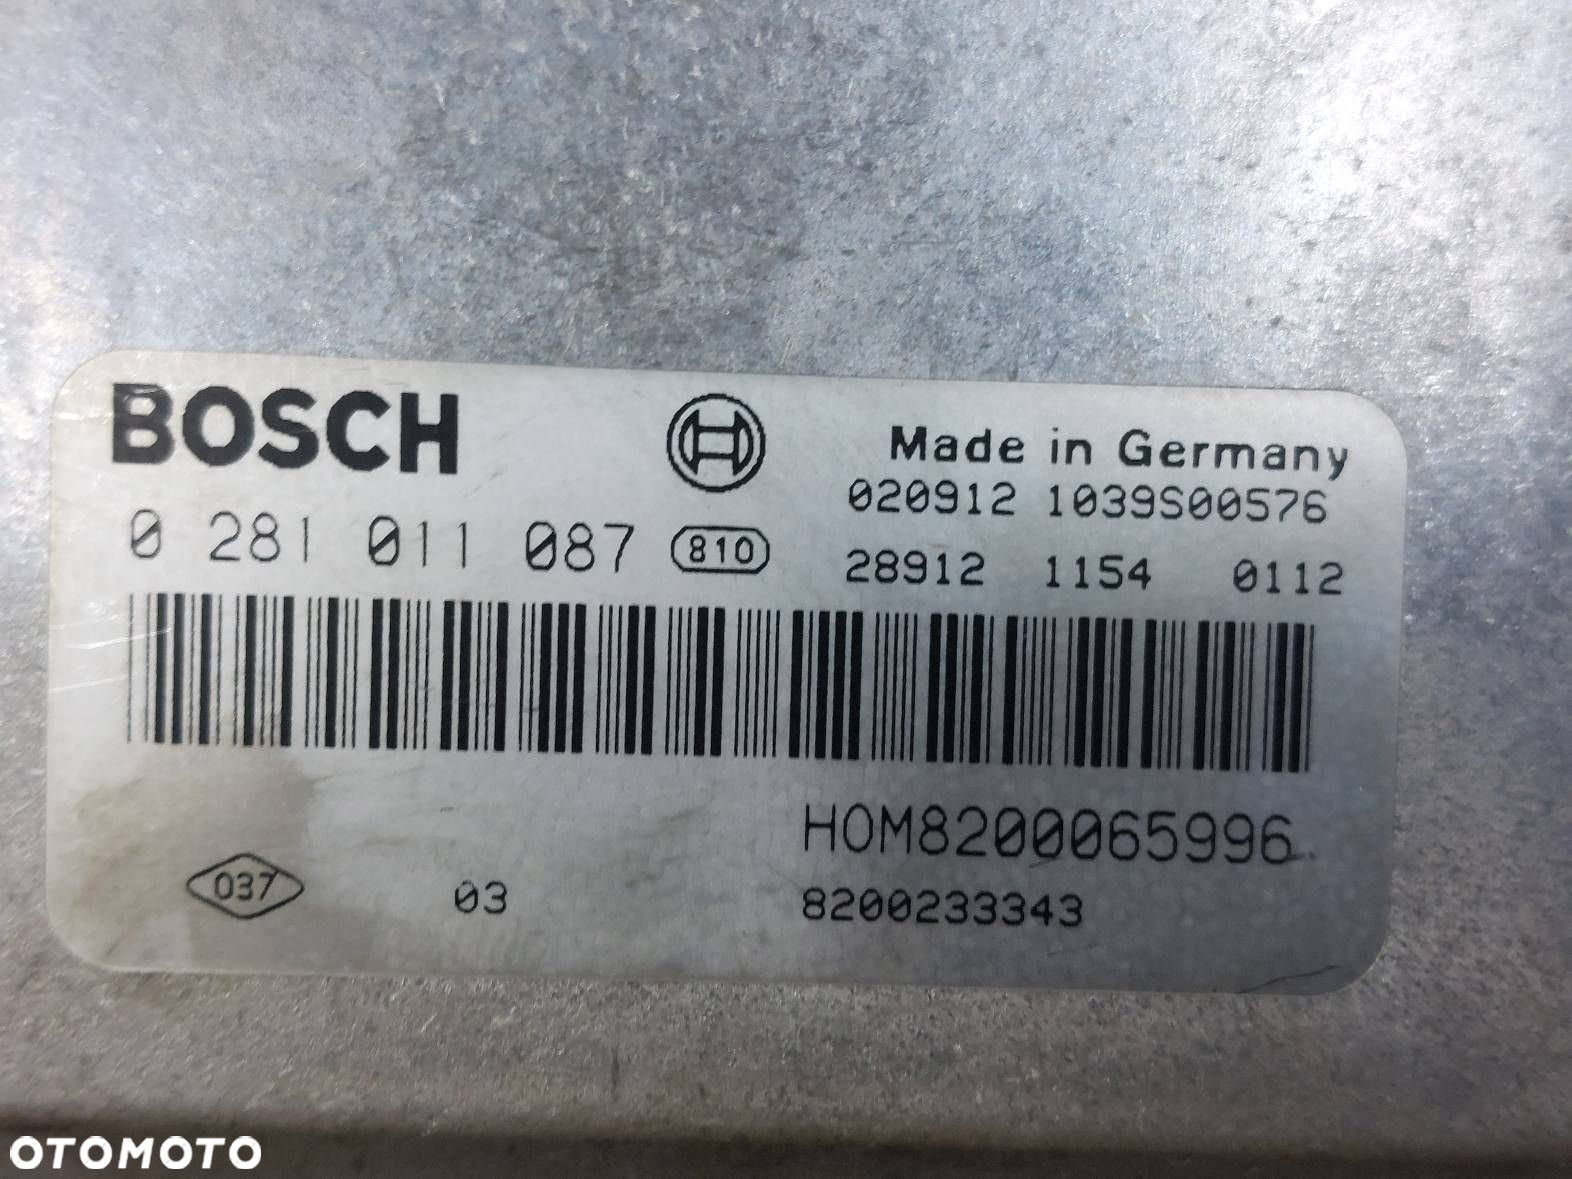 BOSCH
Made in Germany
020912 1039S00576
0 281 011 087 810
28912 1154 0112
HOM8200065996
037 03 8200233343
OTOMOTO